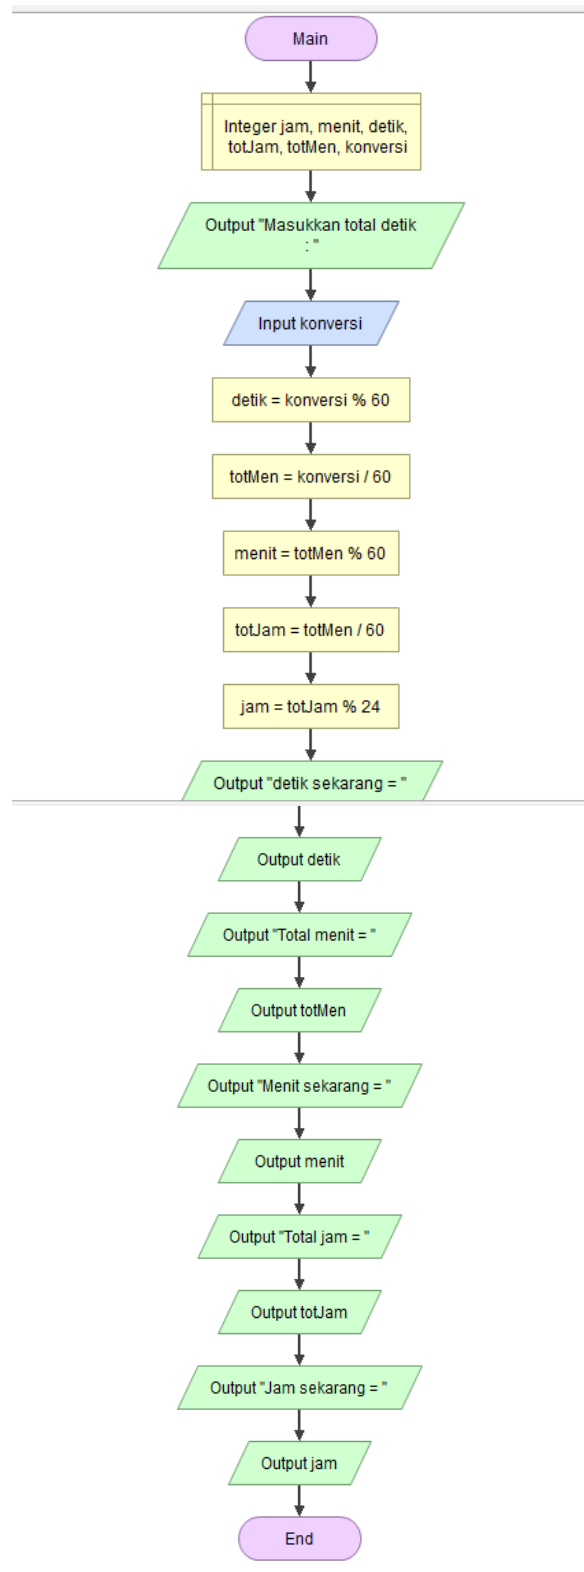 Main
Integer jam, menit, detik,
totJam, totMen, konversi
Output "Masukkan total detik
: "
Input konversi
detik = konversi % 60
totMen = konversi / 60
menit = totMen % 60
totJam = totMen / 60
jam = totJam % 24
Output "detik sekarang = "
Output detik
Output "Total menit = "
Output totMen
Output "Menit sekarang = "
Output menit
Output "Total jam = "
Output totJam
Output "Jam sekarang = "
Output jam
End